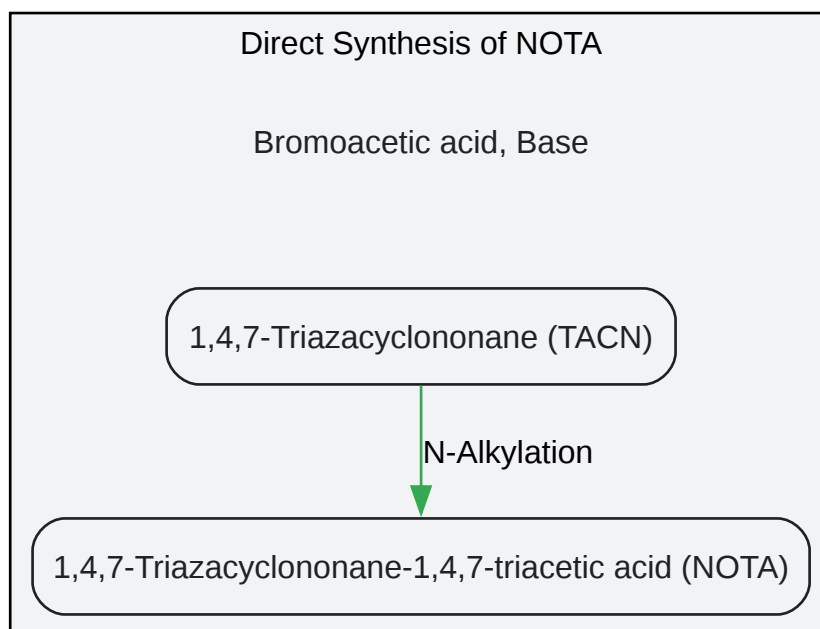 Direct Synthesis of NOTA
Bromoacetic acid, Base
1,4,7-Triazacyclononane (TACN)
N-Alkylation
1,4,7-Triazacyclononane-1,4,7-triacetic acid (NOTA)